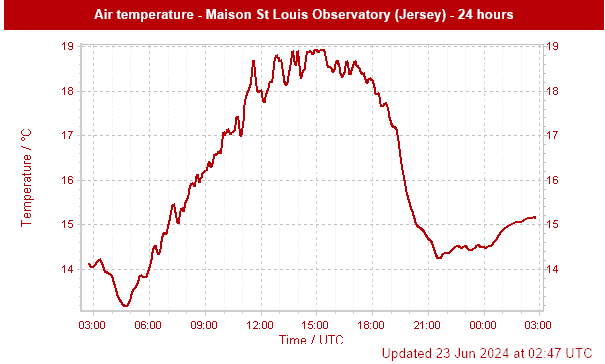 Air temperature - Maison St Louis Observatory (Jersey) - 24 hours
19 19
18 18
17 17
16 16
15 15
14 14
Temperature / °C
03:00 06:00 09:00 12:00 15:00 18:00 21:00 00:00 03:00
Time / UTC
Updated 23 Jun 2024 at 02:47 UTC